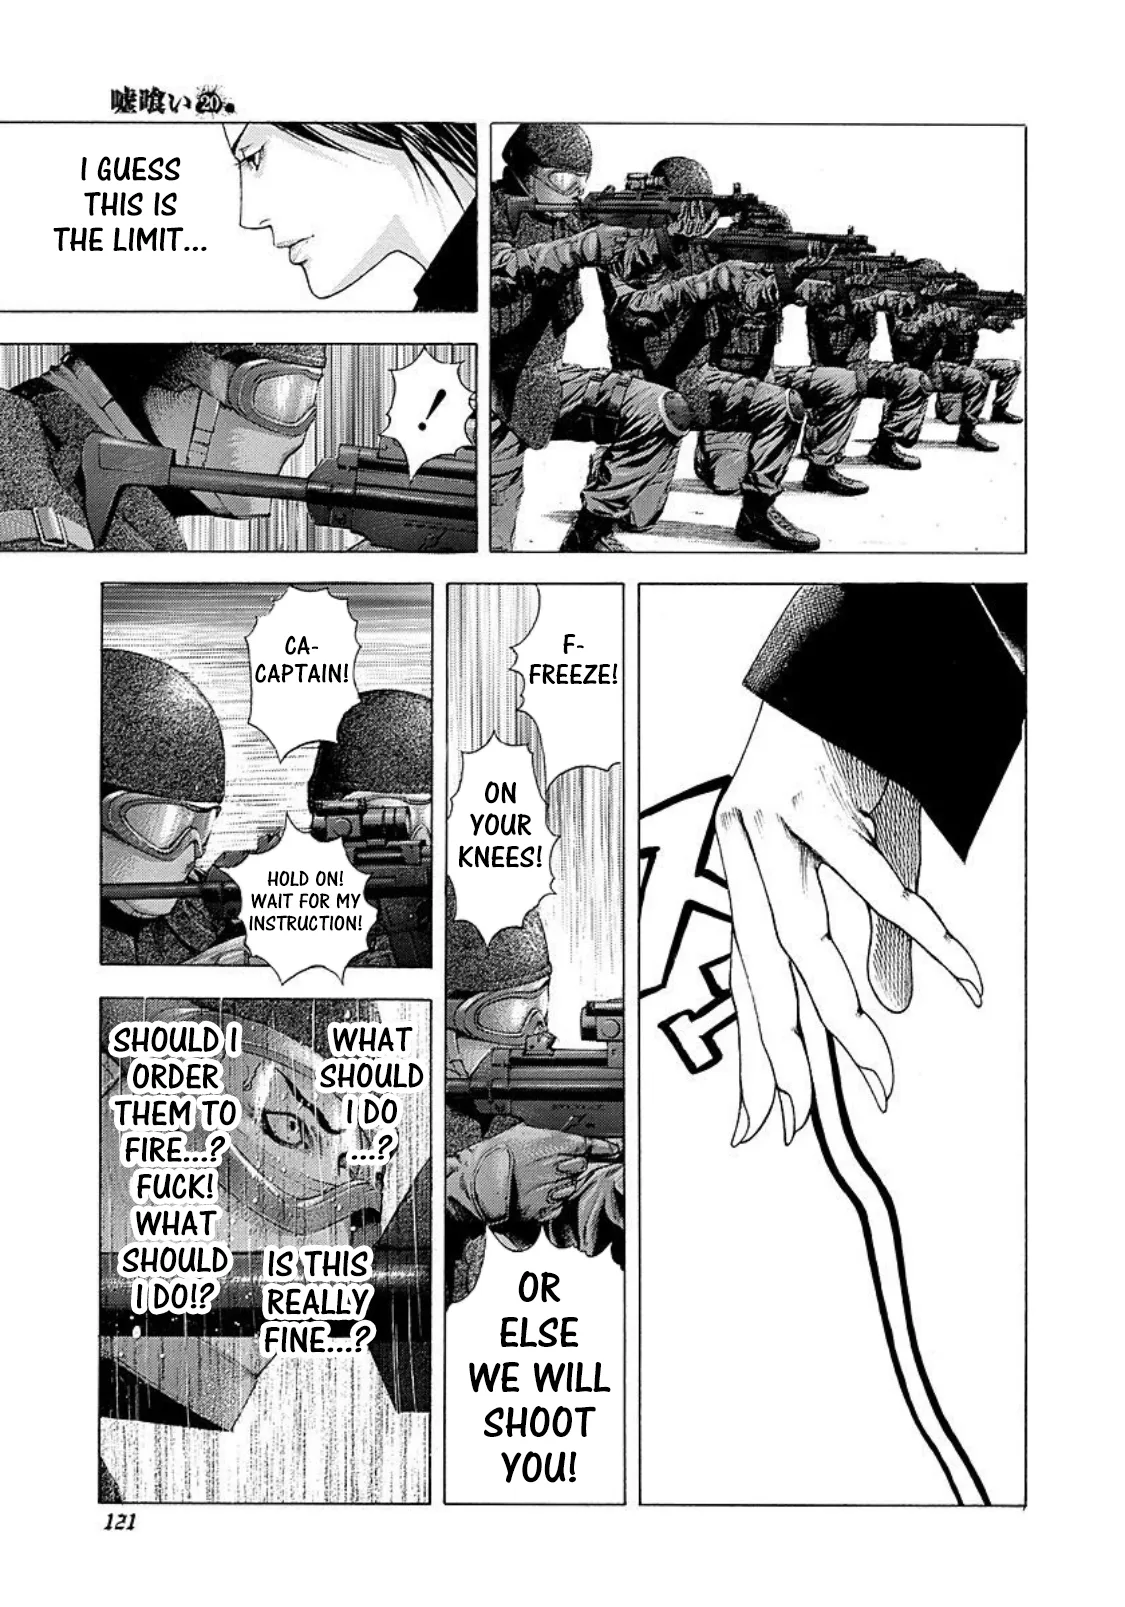 嘘喰い 20
I GUESS
THIS IS
THE LIMIT...
!
F-
FREEZE!
ON
YOUR
KNEES!
OR
ELSE
WE WILL
SHOOT
YOU!
CA-
CAPTAIN!
HOLD ON!
WAIT FOR MY
INSTRUCTION!
WHAT
SHOULD
I DO
...?
IS THIS
REALLY
FINE...?
SHOULD I
ORDER
THEM TO
FIRE...?
FUCK!
WHAT
SHOULD
I DO!?
121